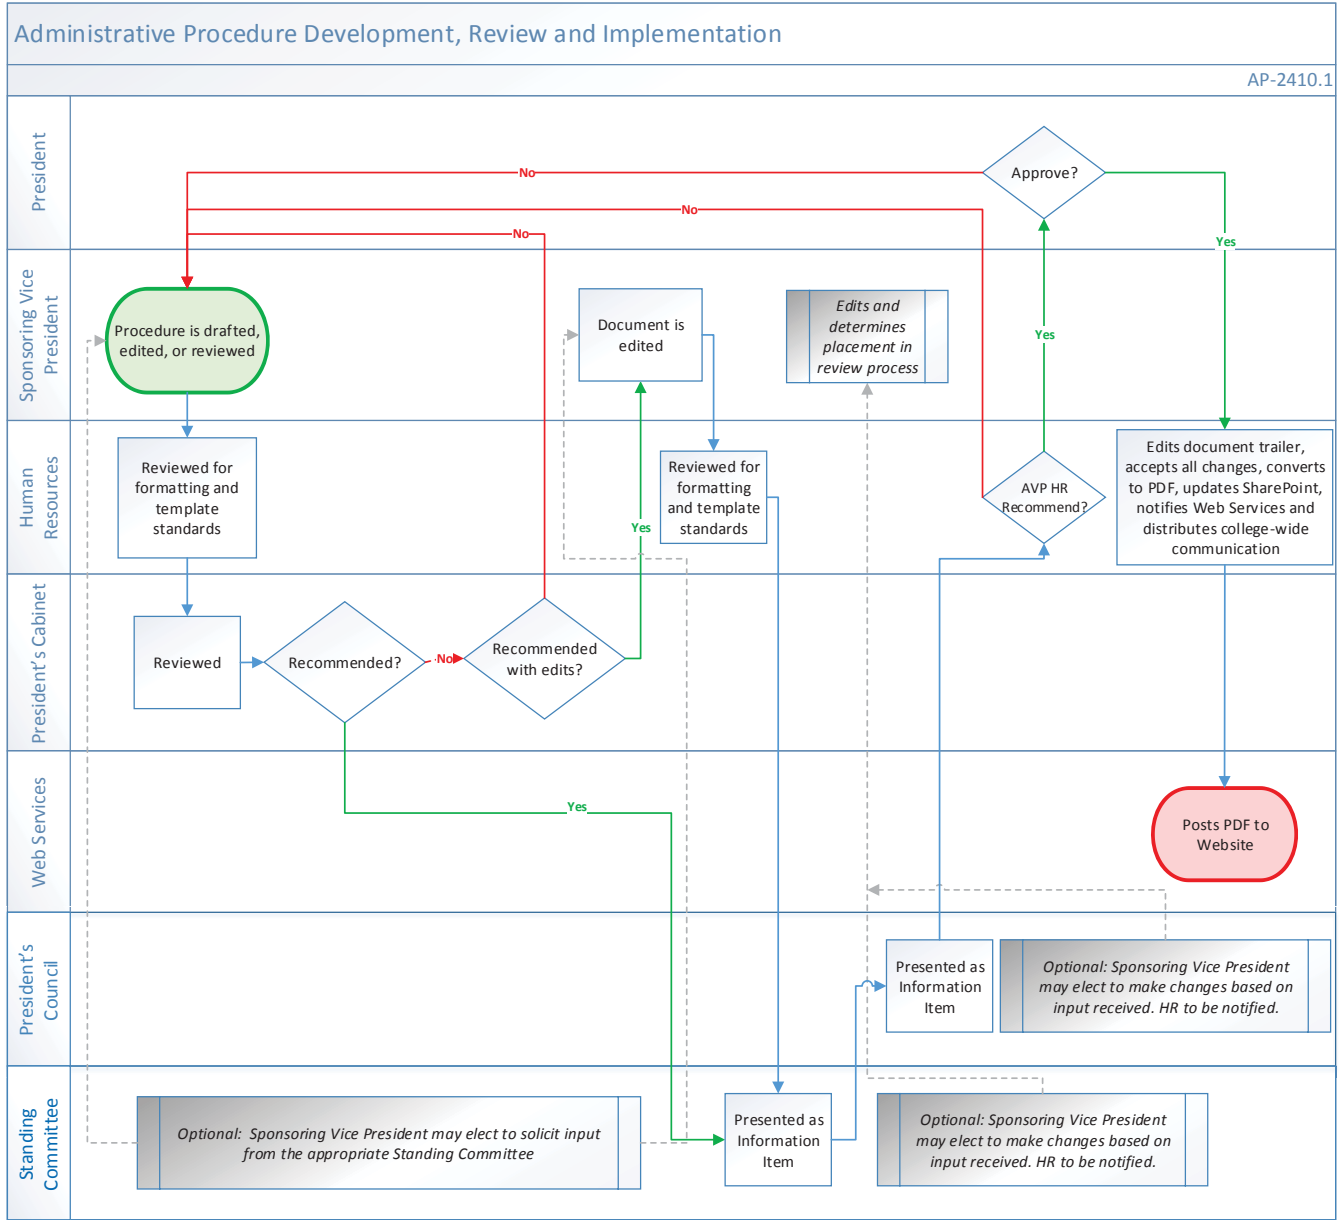 Administrative Procedure Development, Review and Implementation
AP-2410.1
President
Approve?
No
No
No
Yes
Sponsoring Vice
President
Procedure is drafted,
edited, or reviewed
Document is
edited
Edits and
determines
placement in
review process
Yes
Human
Resources
Reviewed for
formatting and
template
standards
Reviewed for
formatting
and template
standards
Yes
AVP HR
Recommend?
Edits document trailer,
accepts all changes, converts
to PDF, updates SharePoint,
notifies Web Services and
distributes college-wide
communication
President's Cabinet
Reviewed
Recommended?
No
Recommended
with edits?
Web Services
Yes
Posts PDF to
Website
President's
Council
Presented as
Information
Item
Optional: Sponsoring Vice President
may elect to make changes based on
input received. HR to be notified.
Standing
Committee
Optional:  Sponsoring Vice President may elect to solicit input
from the appropriate Standing Committee
Presented as
Information
Item
Optional: Sponsoring Vice President
may elect to make changes based on
input received. HR to be notified.